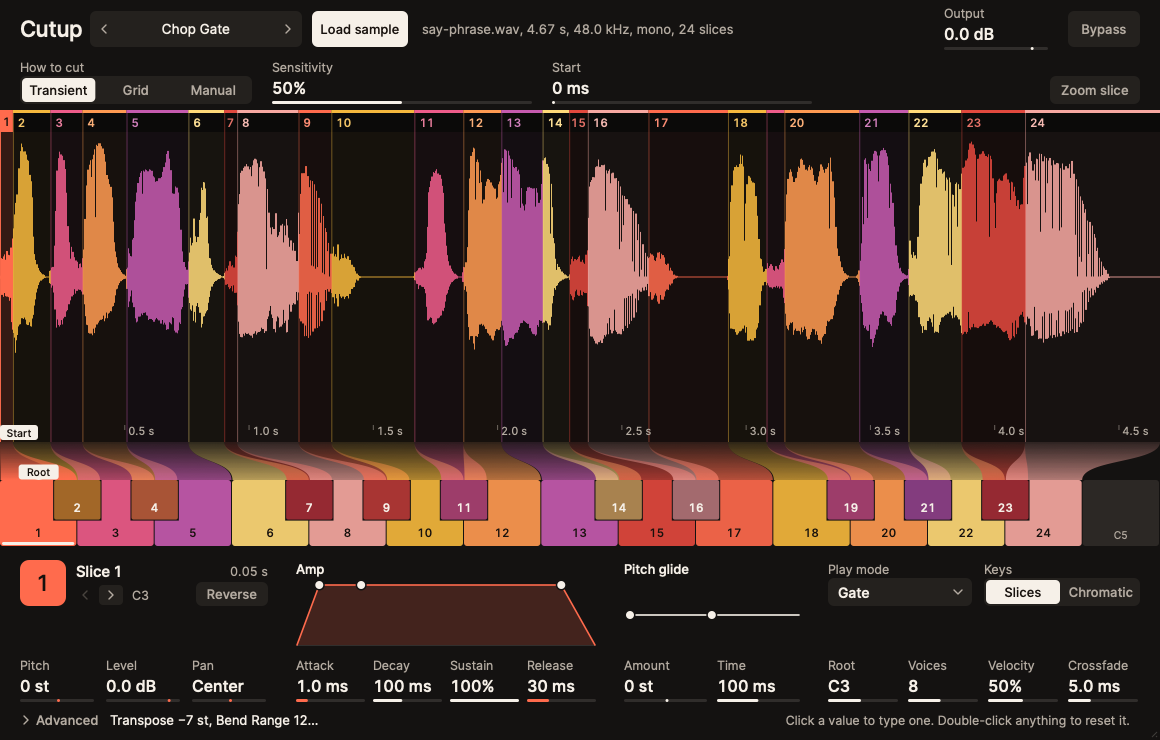 Cutup
Chop Gate
Load sample
say-phrase.wav, 4.67 s, 48.0 kHz, mono, 24 slices
Output
0.0 dB
Bypass
How to cut
Transient Grid Manual
Sensitivity
50%
Start
0 ms
Zoom slice
1 2 3 4 5 6 7 8 9 10 11 12 13 14 15 16 17 18 20 21 22 23 24
Start
0.5 s 1.0 s 1.5 s 2.0 s 2.5 s 3.0 s 3.5 s 4.0 s 4.5 s
Root
2 4 7 9 11 14 16 19 21 23
1 3 5 6 8 10 12 13 15 17 18 20 22 24 C5
1
Slice 1
0.05 s
C3
Reverse
Amp
Pitch glide
Play mode
Gate
Keys
Slices Chromatic
Pitch Level Pan Attack Decay Sustain Release Amount Time Root Voices Velocity Crossfade
0 st 0.0 dB Center 1.0 ms 100 ms 100% 30 ms 0 st 100 ms C3 8 50% 5.0 ms
Advanced Transpose −7 st, Bend Range 12...
Click a value to type one. Double-click anything to reset it.